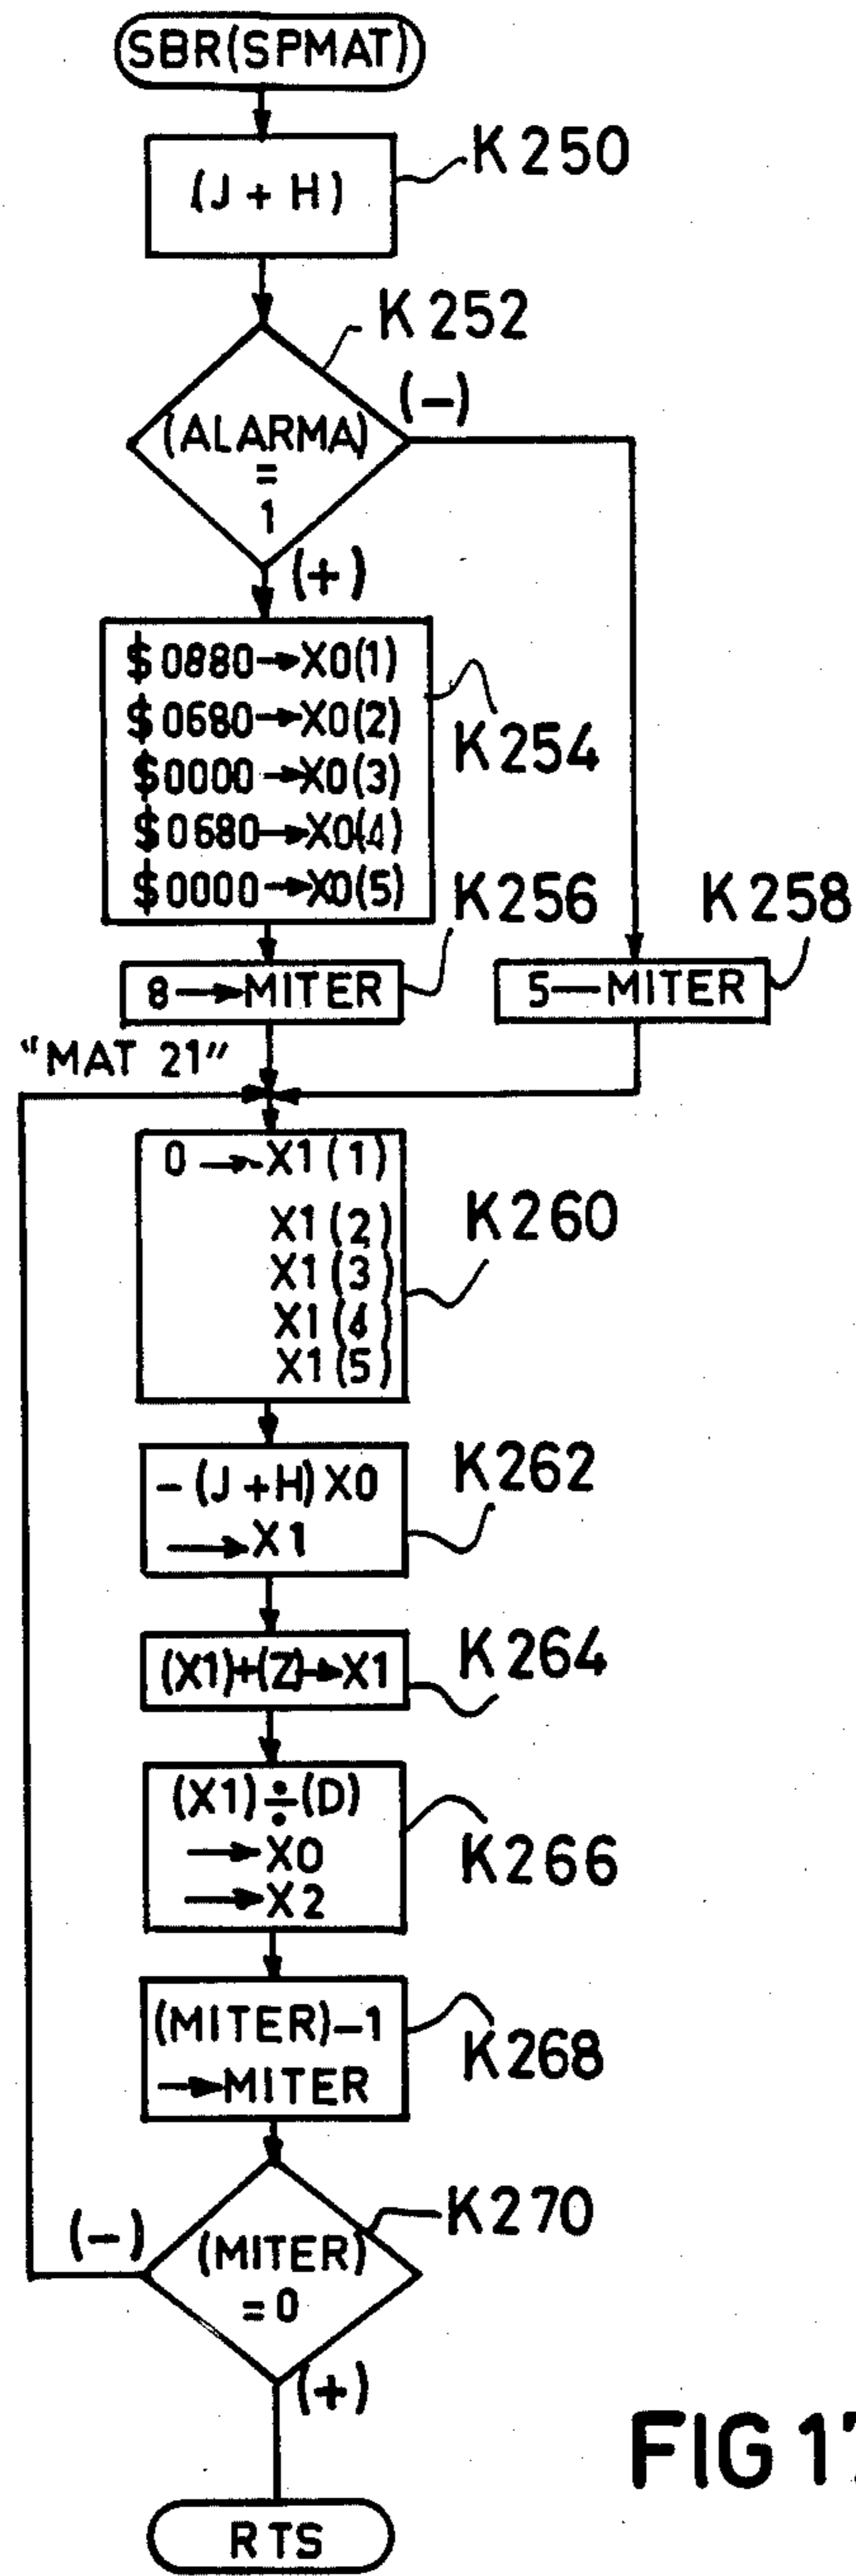 SBR(SPMAT)
(J + H)
K250
K252
(ALARMA)
=
1
(-)
(+)
$0880→X0(1)
$0680→X0(2)
$0000→X0(3)
$0680→X0(4)
$0000→X0(5)
K254
8→MITER
K256
5—MITER
K258
"MAT 21"
0→X1(1)
X1(2)
X1(3)
X1(4)
X1(5)
K260
-(J+H)X0
→X1
K262
(X1)+(Z)→X1
K264
(X1)÷(D)
→X0
→X2
K266
(MITER)-1
→MITER
K268
(MITER)
=0
K270
(-)
(+)
RTS
FIG 17